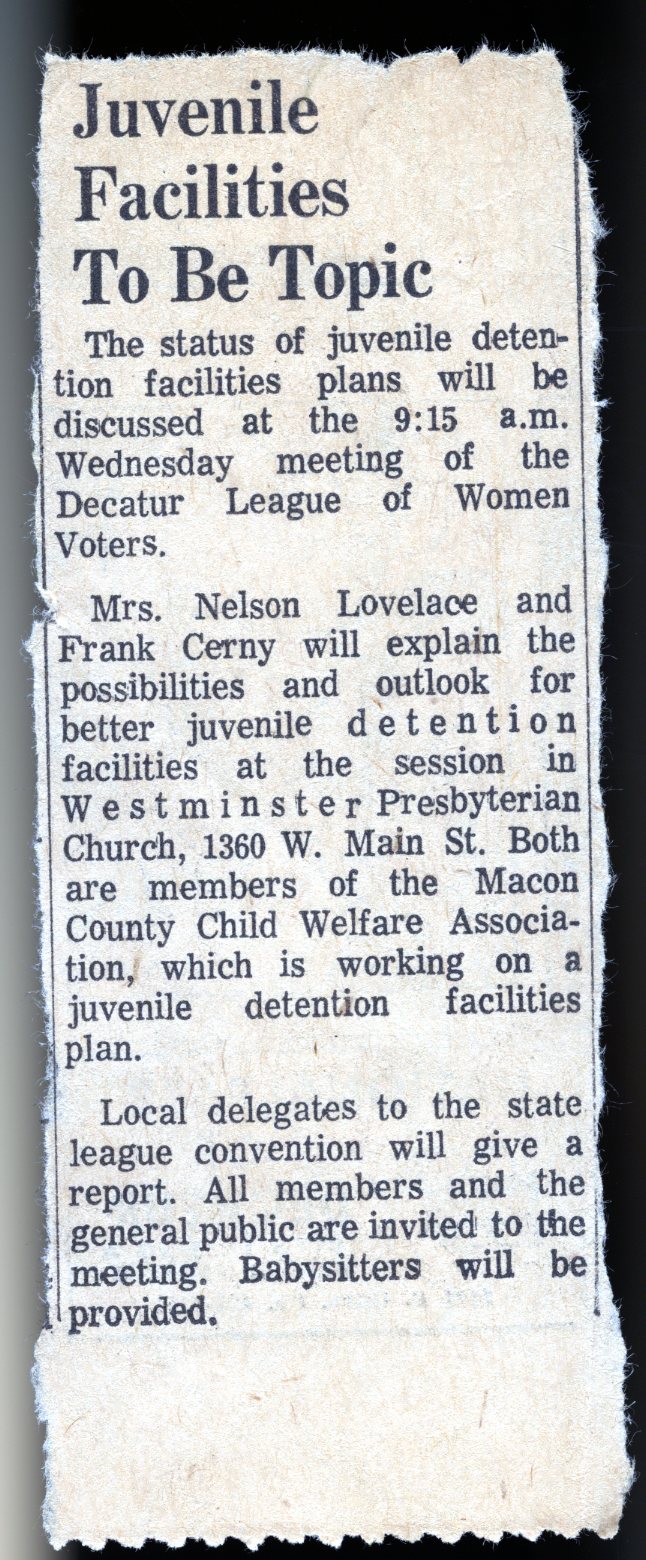 Juvenile
Facilities
To Be Topic
The status of juvenile deten-
tion facilities plans will be
discussed at the 9:15 a.m.
Wednesday meeting of the
Decatur League of Women
Voters.
Mrs. Nelson Lovelace and
Frank Cerny will explain the
possibilities and outlook for
better juvenile detention
facilities at the session in
Westminster Presbyterian
Church, 1360 W. Main St. Both
are members of the Macon
County Child Welfare Associa-
tion, which is working on a
juvenile detention facilities
plan.
Local delegates to the state
league convention will give a
report. All members and the
general public are invited to the
meeting. Babysitters will be
provided.